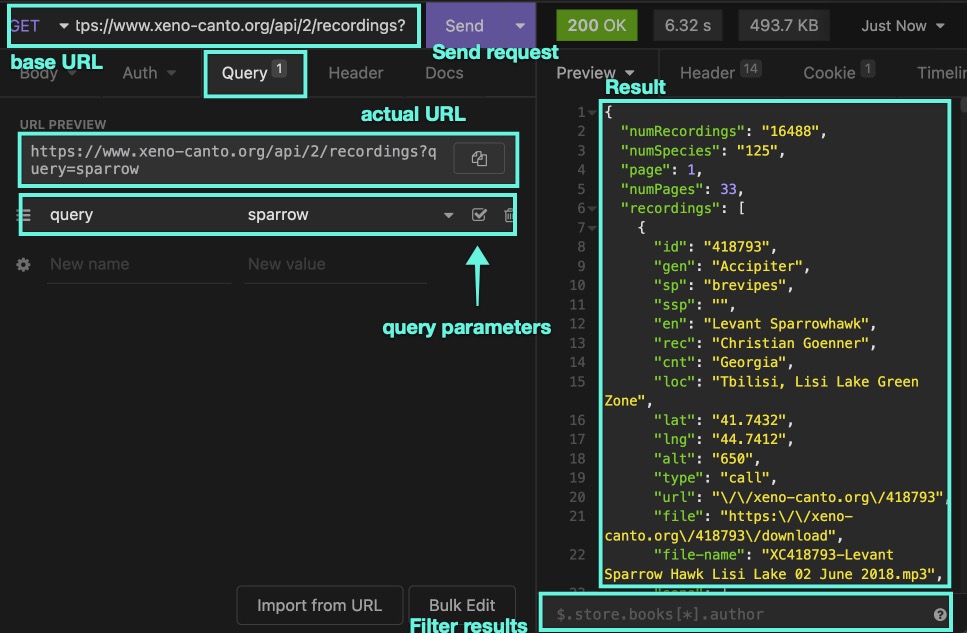 GET tps://www.xeno-canto.org/api/2/recordings? Send 200 OK 6.32 s 493.7 KB Just Now
base URL
Send request
Body Auth Query 1 Header Docs Preview Header 14 Cookie 1 Timelin
Result
actual URL
URL PREVIEW
https://www.xeno-canto.org/api/2/recordings?q
uery=sparrow
query sparrow
New name New value
query parameters
Import from URL Bulk Edit
1 {
2 "numRecordings": "16488",
3 "numSpecies": "125",
4 "page": 1,
5 "numPages": 33,
6 "recordings": [
7 {
8 "id": "418793",
9 "gen": "Accipiter",
10 "sp": "brevipes",
11 "ssp": "",
12 "en": "Levant Sparrowhawk",
13 "rec": "Christian Goenner",
14 "cnt": "Georgia",
15 "loc": "Tbilisi, Lisi Lake Green
Zone",
16 "lat": "41.7432",
17 "lng": "44.7412",
18 "alt": "650",
19 "type": "call",
20 "url": "\/\/xeno-canto.org\/418793",
21 "file": "https:\/\/xeno-
canto.org\/418793\/download",
22 "file-name": "XC418793-Levant
Sparrow Hawk Lisi Lake 02 June 2018.mp3",
Filter results
$.store.books[*].author